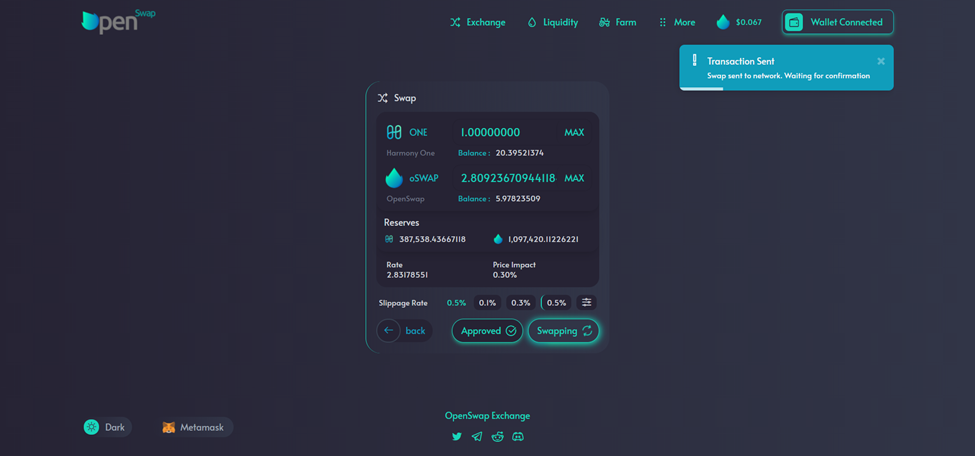 OpenSwap
Exchange
Liquidity
Farm
More
$0.067
Wallet Connected
Transaction Sent
Swap sent to network. Waiting for confirmation
Swap
ONE 1.00000000 MAX
Harmony One Balance : 20.39521374
oSWAP 2.80923670944118 MAX
OpenSwap Balance : 5.97823509
Reserves
387,538.43667118 1,097,420.11226221
Rate Price Impact
2.83178551 0.30%
Slippage Rate 0.5% 0.1% 0.3% 0.5%
back Approved Swapping
OpenSwap Exchange
Dark Metamask